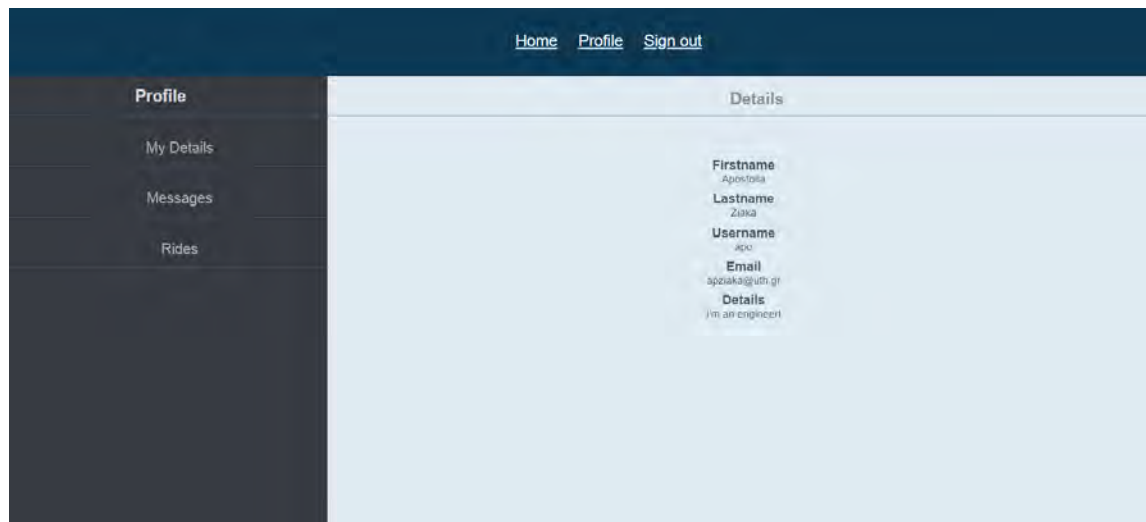 Home Profile Sign out
Profile
My Details
Messages
Rides
Details
Firstname
Apostolia
Lastname
Ziaka
Username
apo
Email
apziaka@uth.gr
Details
i'm an engineer!